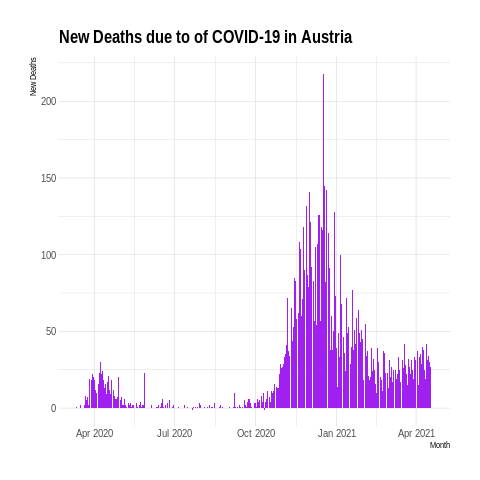 New Deaths due to of COVID-19 in Austria
New Deaths
200
150
100
50
0
Apr 2020 Jul 2020 Oct 2020 Jan 2021 Apr 2021
Month